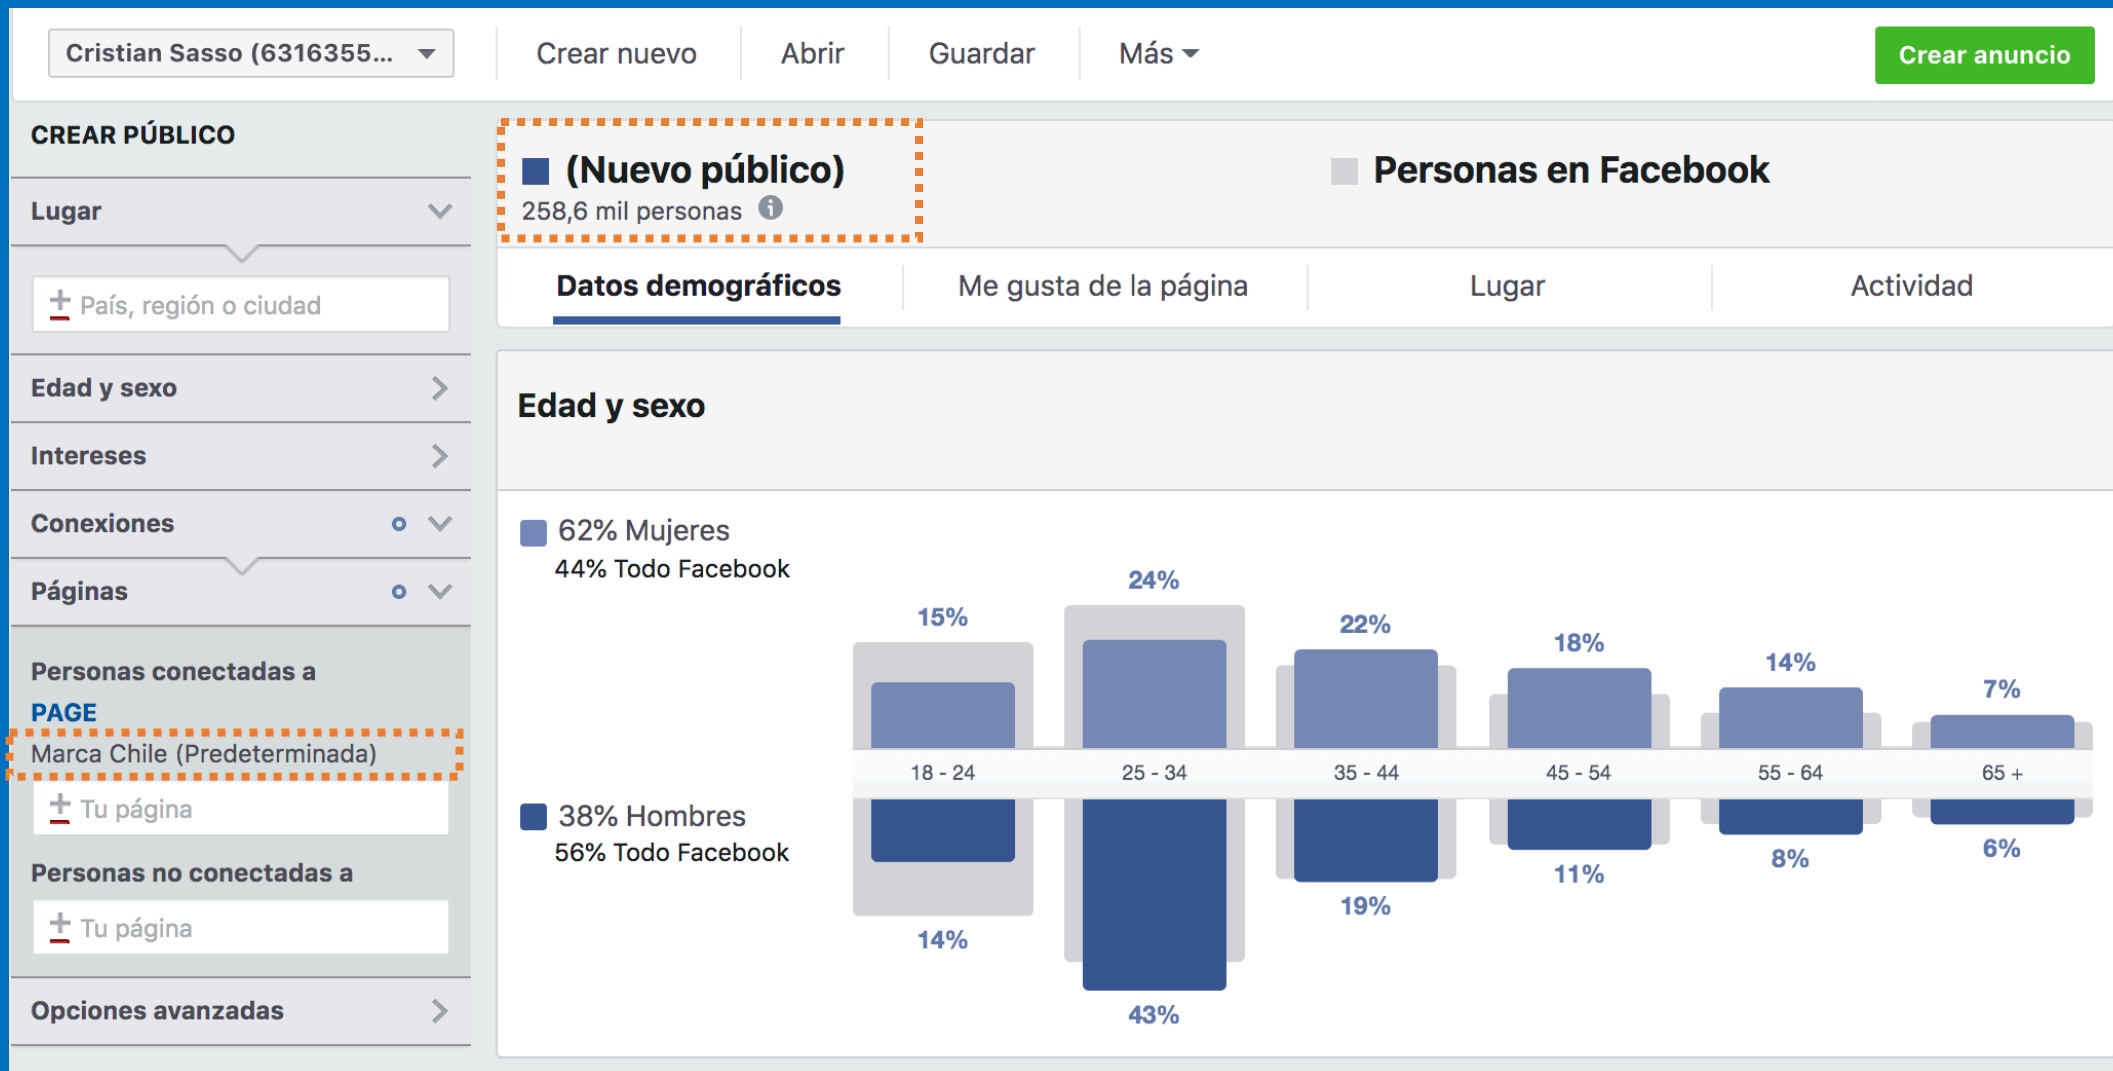 Cristian Sasso (6316355...
Crear nuevo
Abrir
Guardar
Más
Crear anuncio
CREAR PÚBLICO
Lugar
País, región o ciudad
Edad y sexo
Intereses
Conexiones
Páginas
Personas conectadas a
PAGE
Marca Chile (Predeterminada)
Tu página
Personas no conectadas a
Tu página
Opciones avanzadas
(Nuevo público)
258,6 mil personas
Personas en Facebook
Datos demográficos
Me gusta de la página
Lugar
Actividad
Edad y sexo
62% Mujeres
44% Todo Facebook
15%
24%
22%
18%
14%
7%
18 - 24
25 - 34
35 - 44
45 - 54
55 - 64
65 +
38% Hombres
56% Todo Facebook
14%
43%
19%
11%
8%
6%